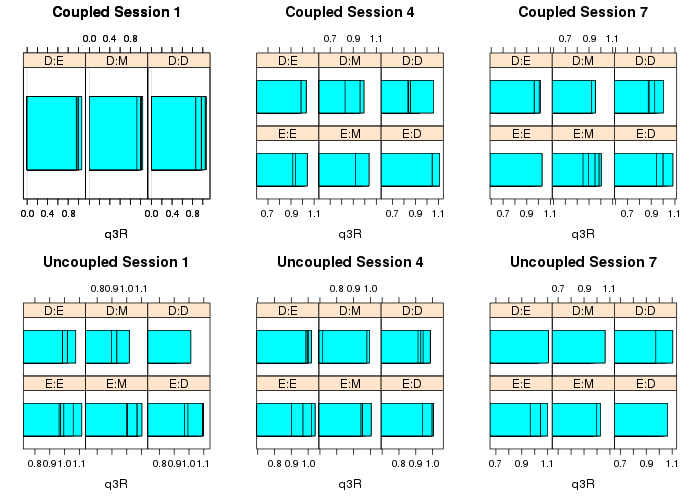 Coupled Session 1
0.0 0.4 0.8
D:E D:M D:D
0.0 0.4 0.8 0.0 0.4 0.8
q3R
Coupled Session 4
0.7 0.9 1.1
D:E D:M D:D
E:E E:M E:D
0.7 0.9 1.1 0.7 0.9 1.1
q3R
Coupled Session 7
0.7 0.9 1.1
D:E D:M D:D
E:E E:M E:D
0.7 0.9 1.1 0.7 0.9 1.1
q3R
Uncoupled Session 1
0.80.91.01.1
D:E D:M D:D
E:E E:M E:D
0.80.91.01.1 0.80.91.01.1
q3R
Uncoupled Session 4
0.8 0.9 1.0
D:E D:M D:D
E:E E:M E:D
0.8 0.9 1.0 0.8 0.9 1.0
q3R
Uncoupled Session 7
0.7 0.9 1.1
D:E D:M D:D
E:E E:M E:D
0.7 0.9 1.1 0.7 0.9 1.1
q3R